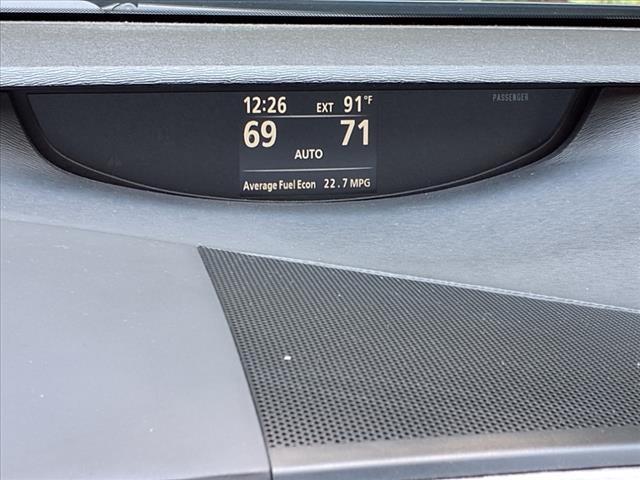 12:26 EXT 91°F PASSENGER
69 71
AUTO
Average Fuel Econ 22.7 MPG